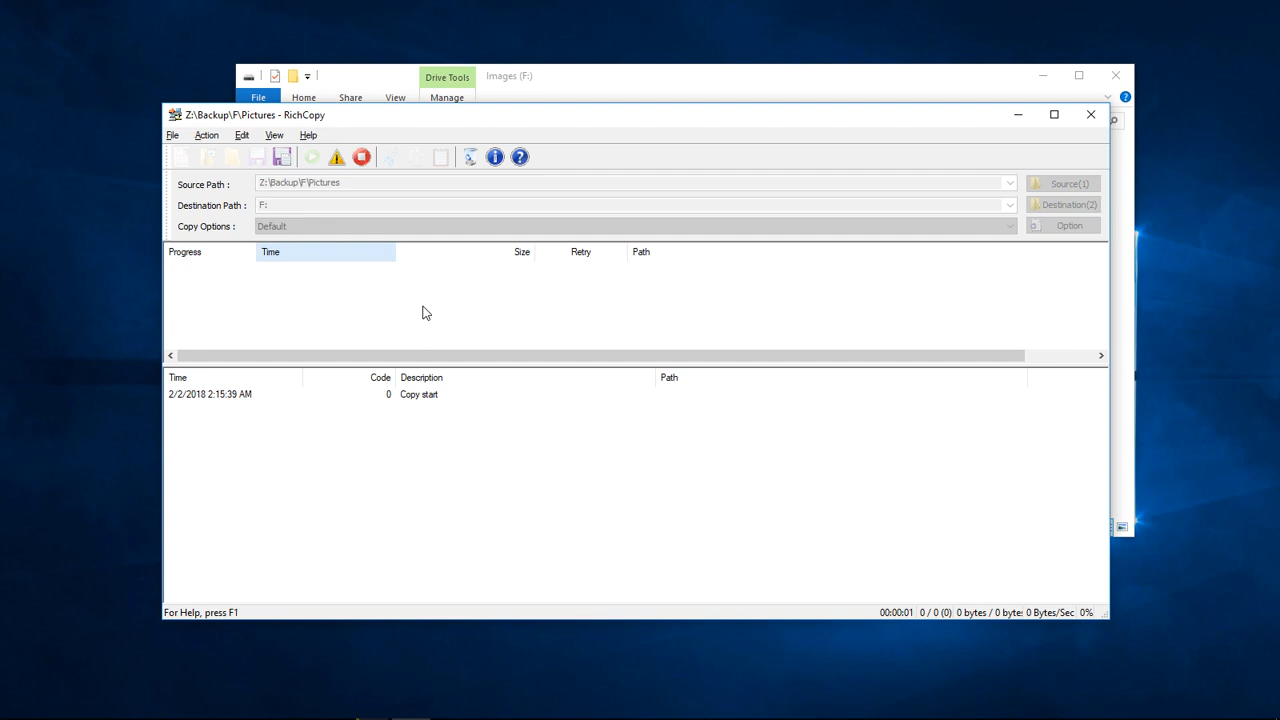 Drive Tools Images (F:)
File Home Share View Manage
Z:\Backup\F\Pictures - RichCopy
File Action Edit View Help
Source Path : Z:\Backup\F\Pictures Source(1)
Destination Path : F: Destination(2)
Copy Options : Default Option
Progress Time Size Retry Path
Time Code Description Path
2/2/2018 2:15:39 AM 0 Copy start
For Help, press F1 00:00:01 0 / 0 (0) 0 bytes / 0 byte: 0 Bytes/Sec 0%